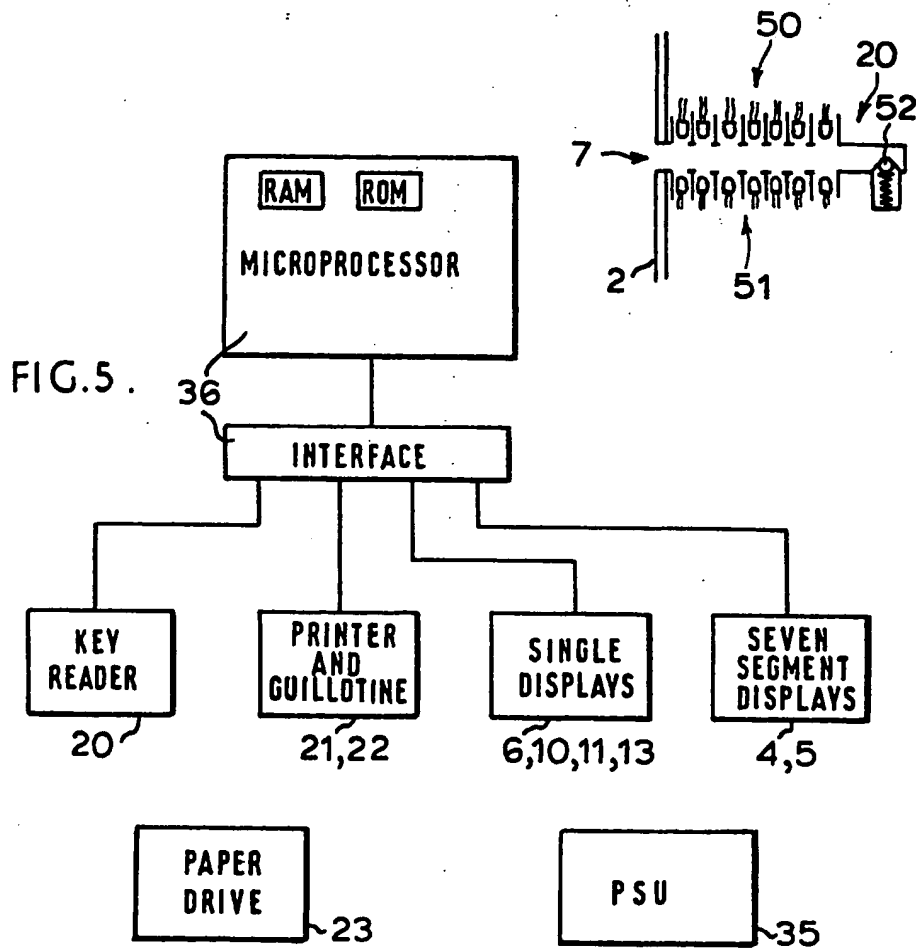 50
20
52
7
2
51
RAM
ROM
MICROPROCESSOR
FIG.5.
36
INTERFACE
KEY
READER
20
PRINTER
AND
GUILLOTINE
21,22
SINGLE
DISPLAYS
6,10,11,13
SEVEN
SEGMENT
DISPLAYS
4,5
PAPER
DRIVE
23
PSU
35